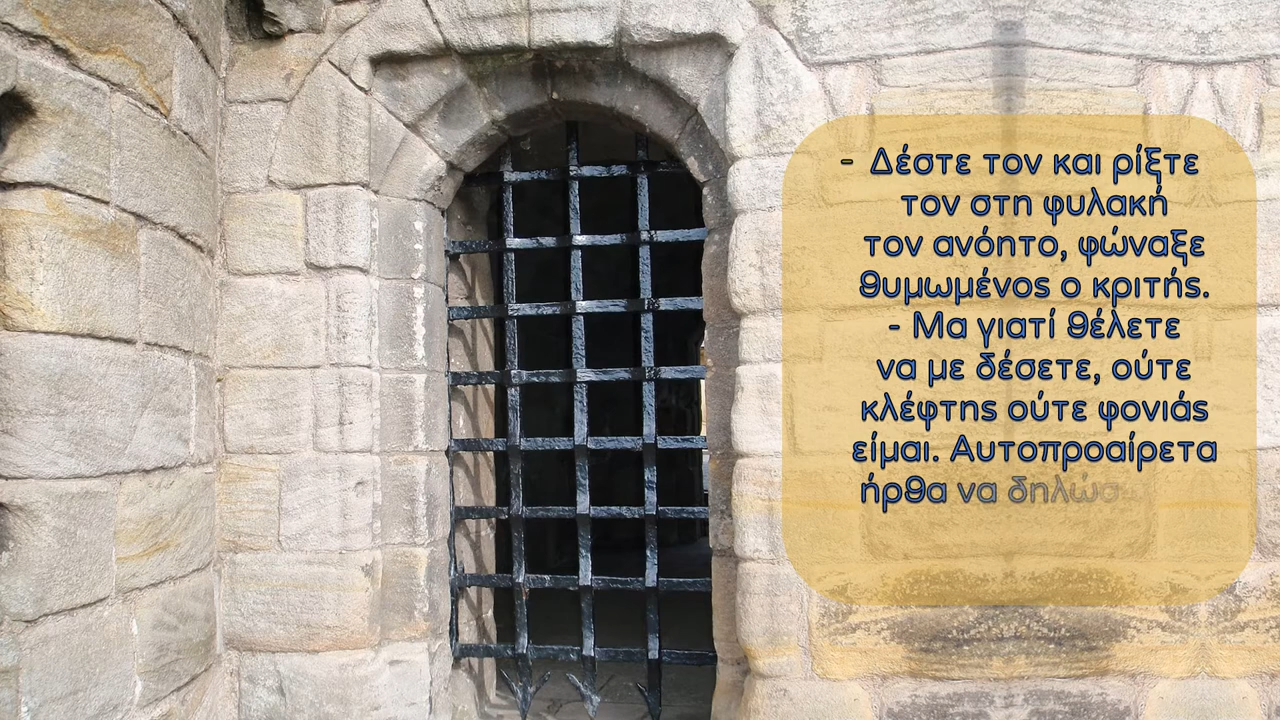 - Δέστε τον και ρίξτε
τον στη φυλακή
τον ανόητο, φώναξε
θυμωμένος ο κριτής.
- Μα γιατί θέλετε
να με δέσετε, ούτε
κλέφτης ούτε φονιάς
είμαι. Αυτοπροαίρετα
ήρθα να